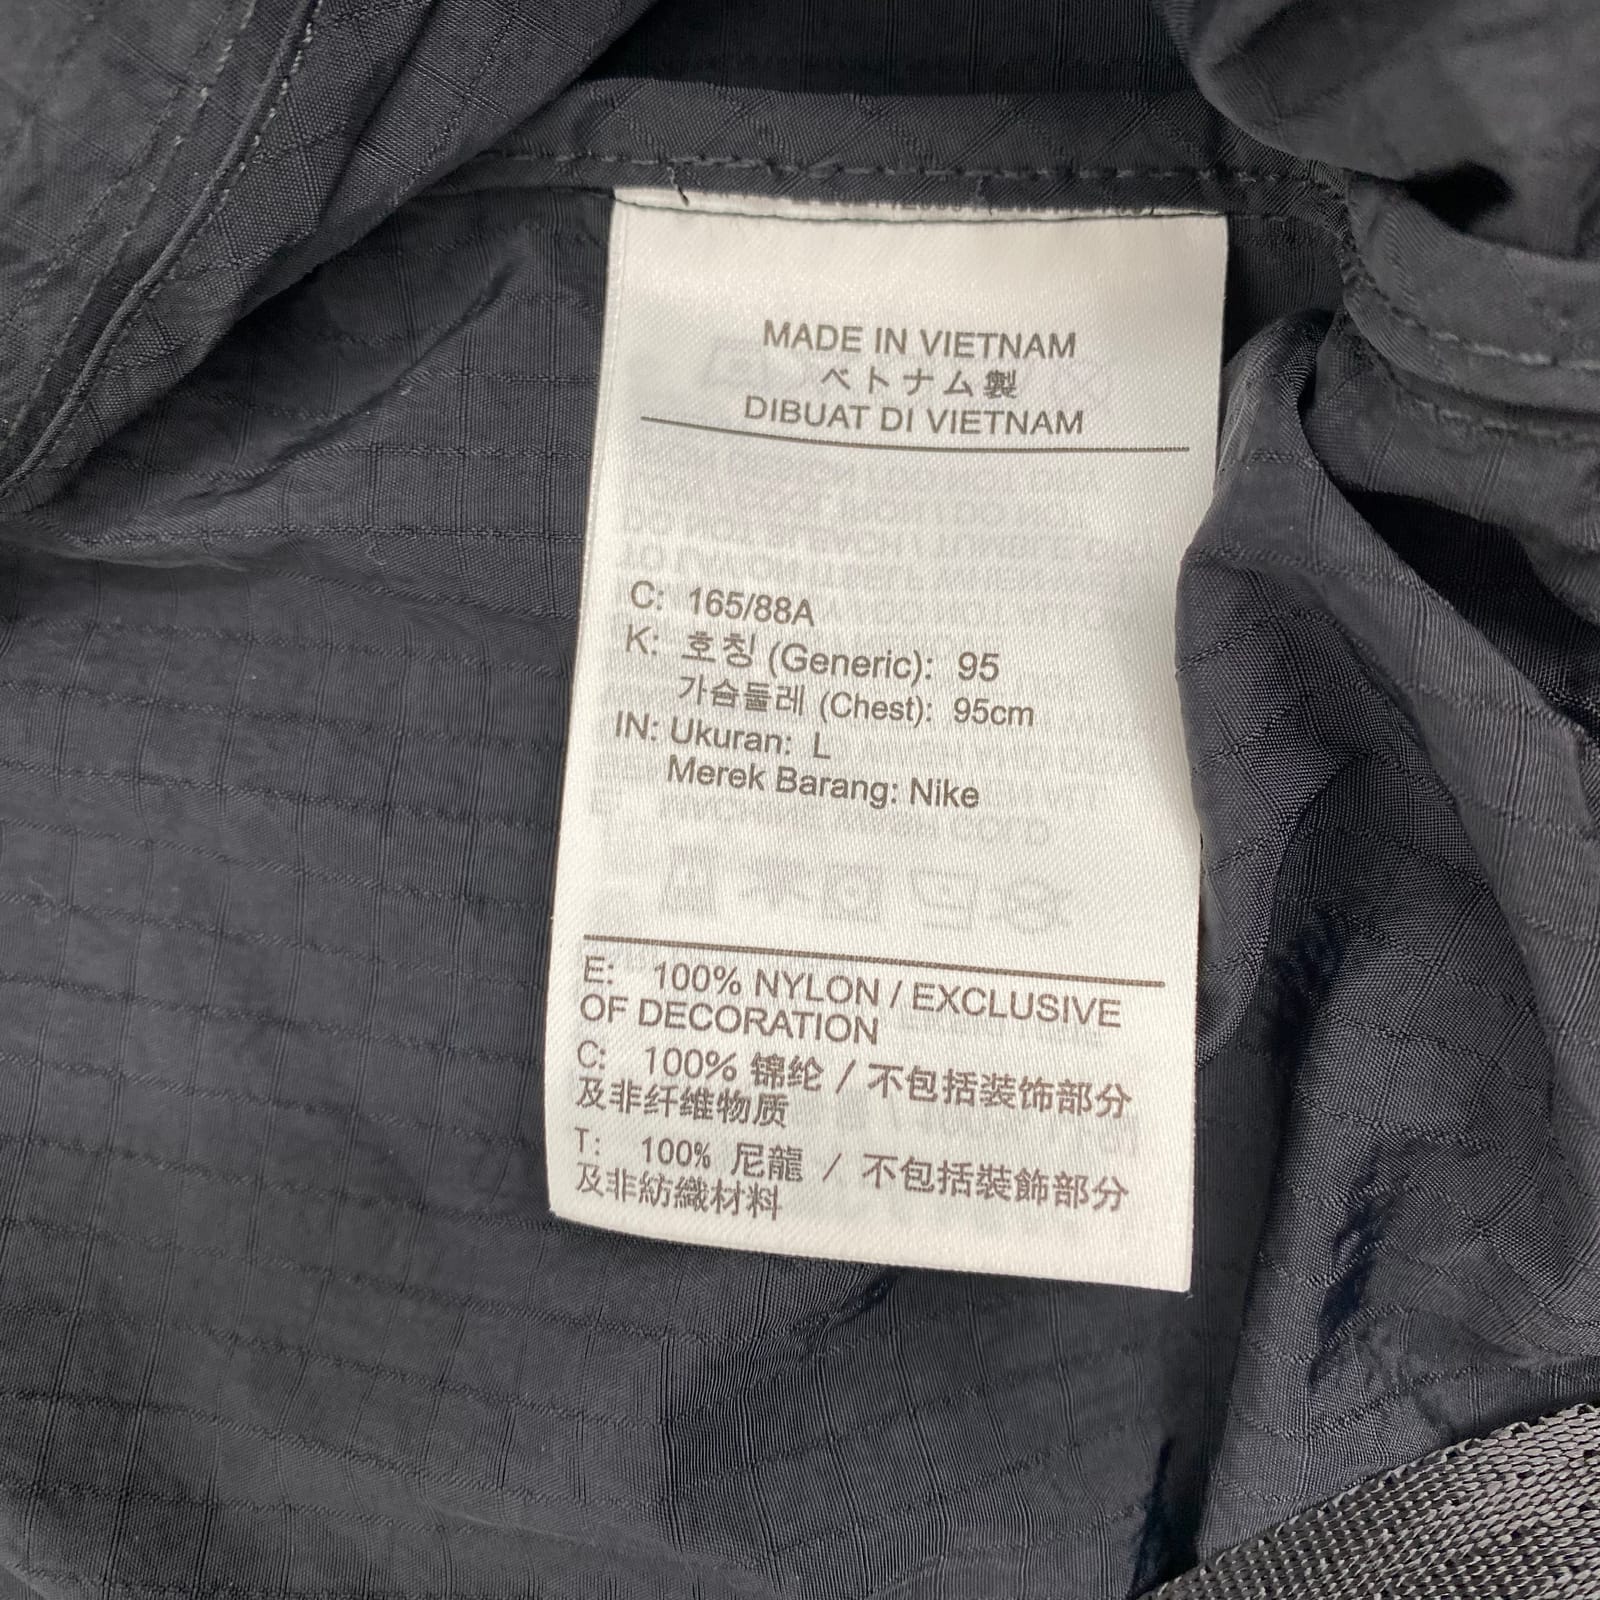 MADE IN VIETNAM
ベトナム製
DIBUAT DI VIETNAM
C: 165/88A
K: 호칭 (Generic): 95
가슴둘레 (Chest): 95cm
IN: Ukuran: L
Merek Barang: Nike
E: 100% NYLON / EXCLUSIVE
OF DECORATION
C: 100% 锦纶 / 不包括装饰部分
及非纤维物质
T: 100% 尼龍 / 不包括裝飾部分
及非紡織材料